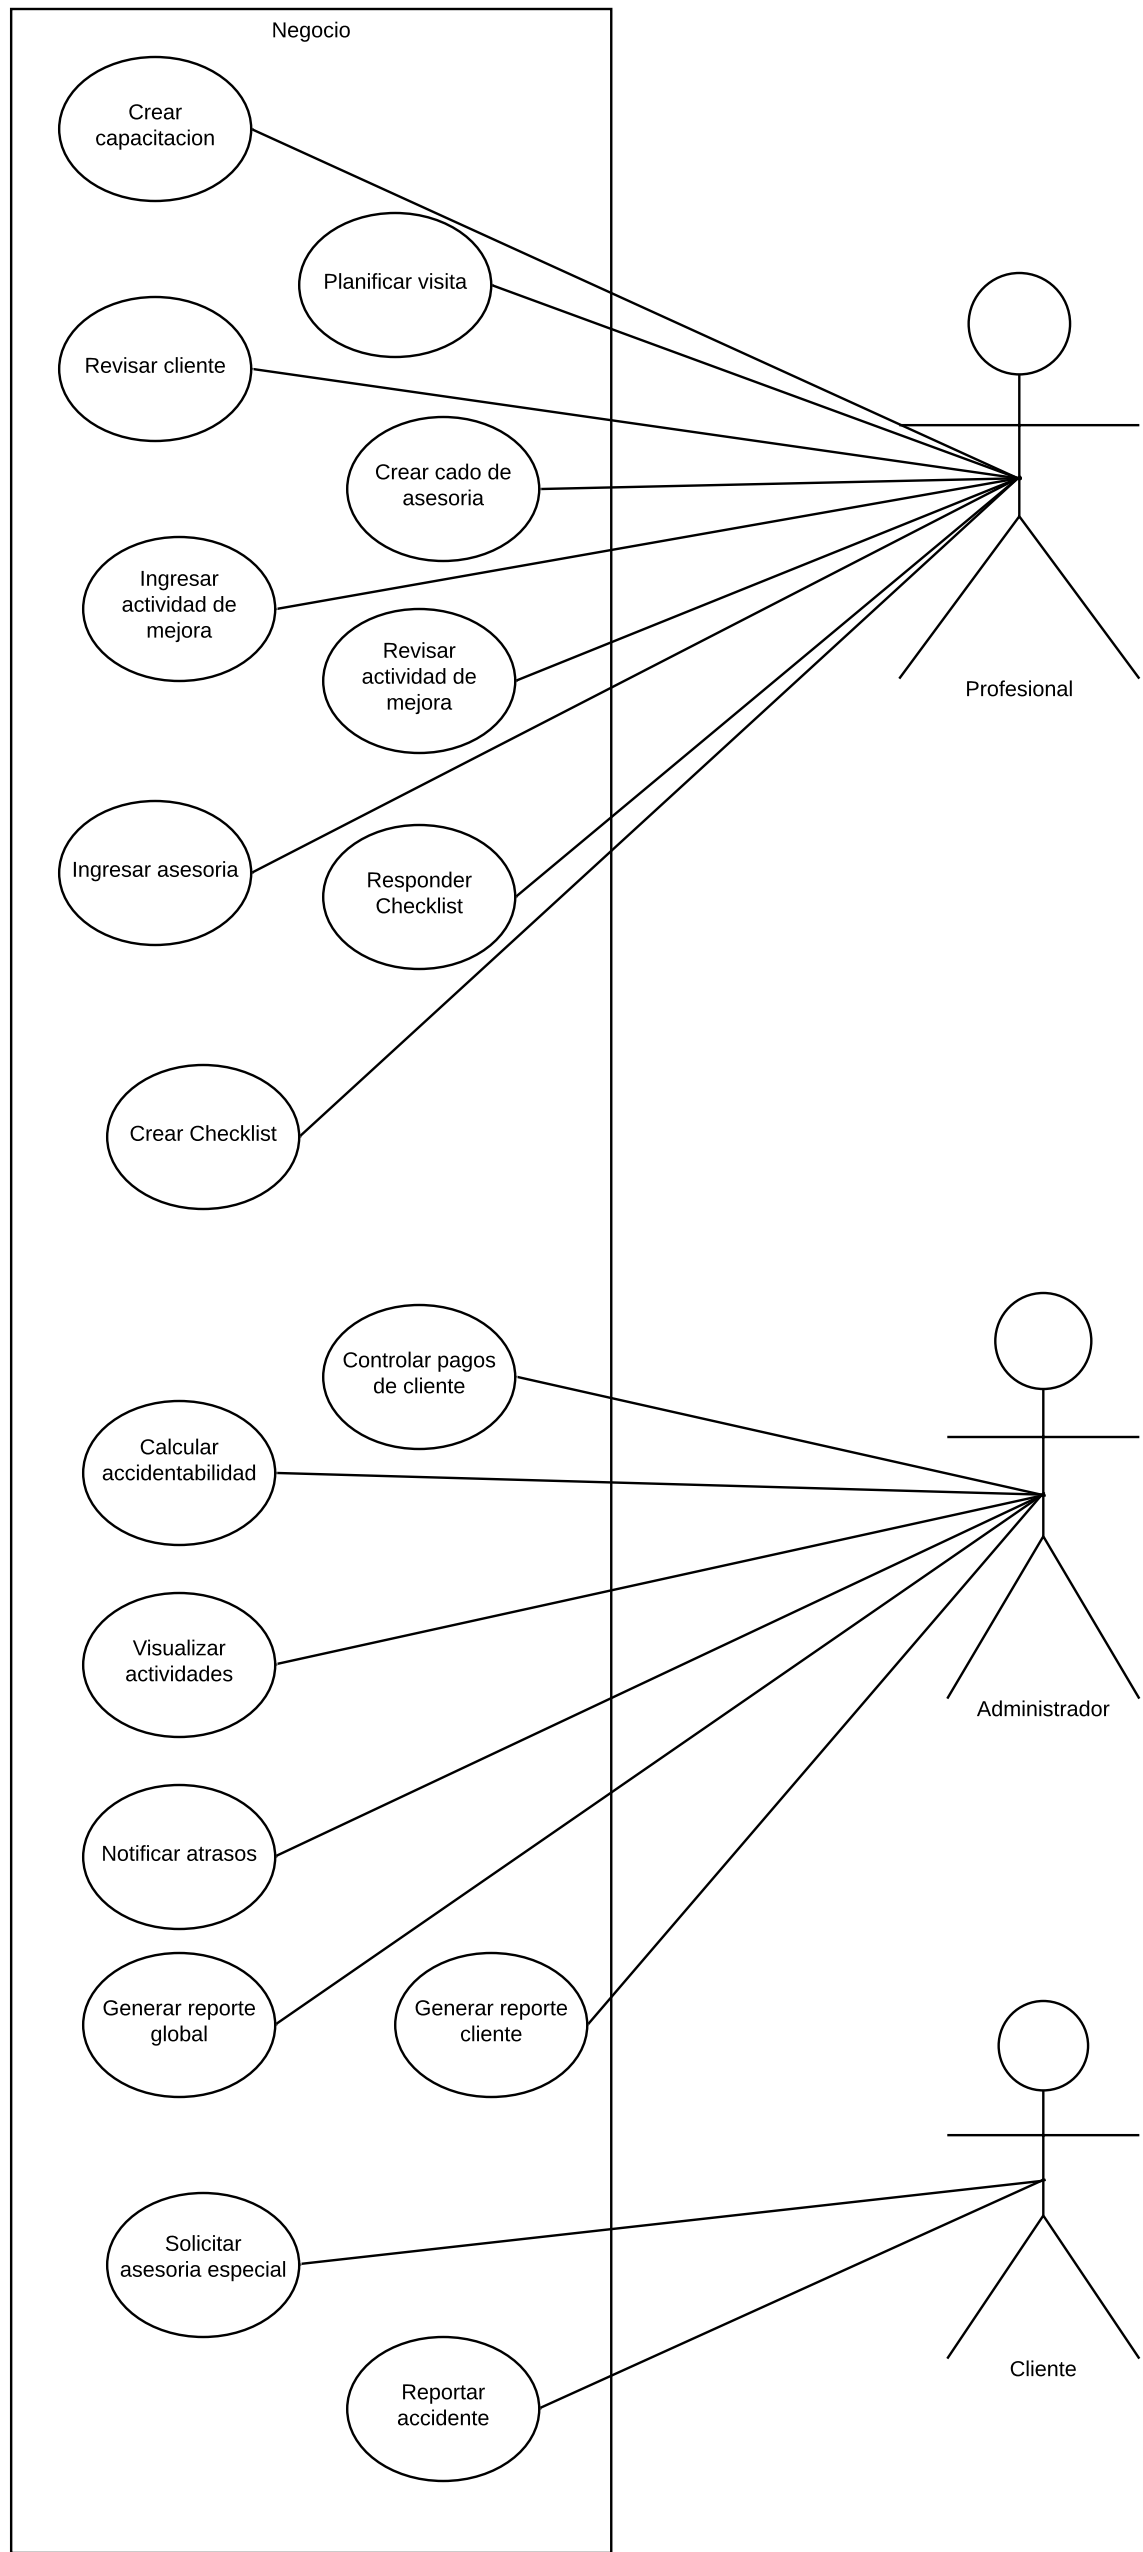 Negocio
Crear
capacitacion
Planificar visita
Revisar cliente
Crear cado de
asesoria
Ingresar
actividad de
mejora
Revisar
actividad de
mejora
Profesional
Ingresar asesoria
Responder
Checklist
Crear Checklist
Controlar pagos
de cliente
Calcular
accidentabilidad
Visualizar
actividades
Administrador
Notificar atrasos
Generar reporte
global
Generar reporte
cliente
Solicitar
asesoria especial
Cliente
Reportar
accidente